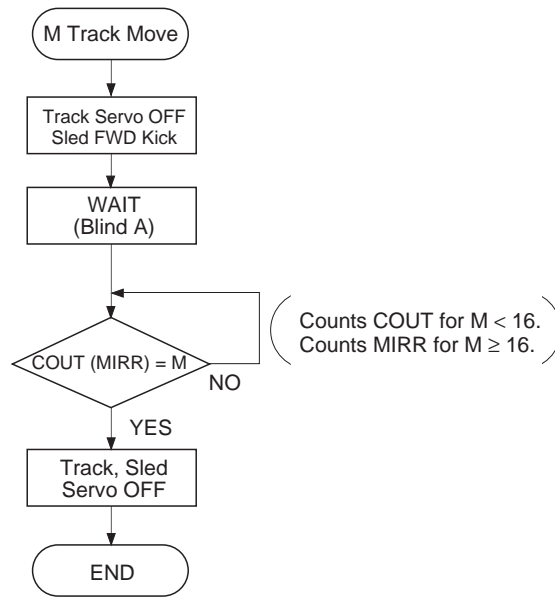 M Track Move
Track Servo OFF
Sled FWD Kick
WAIT
(Blind A)
Counts COUT for M < 16.
Counts MIRR for M ≥ 16.
COUT (MIRR) = M
NO
YES
Track, Sled
Servo OFF
END